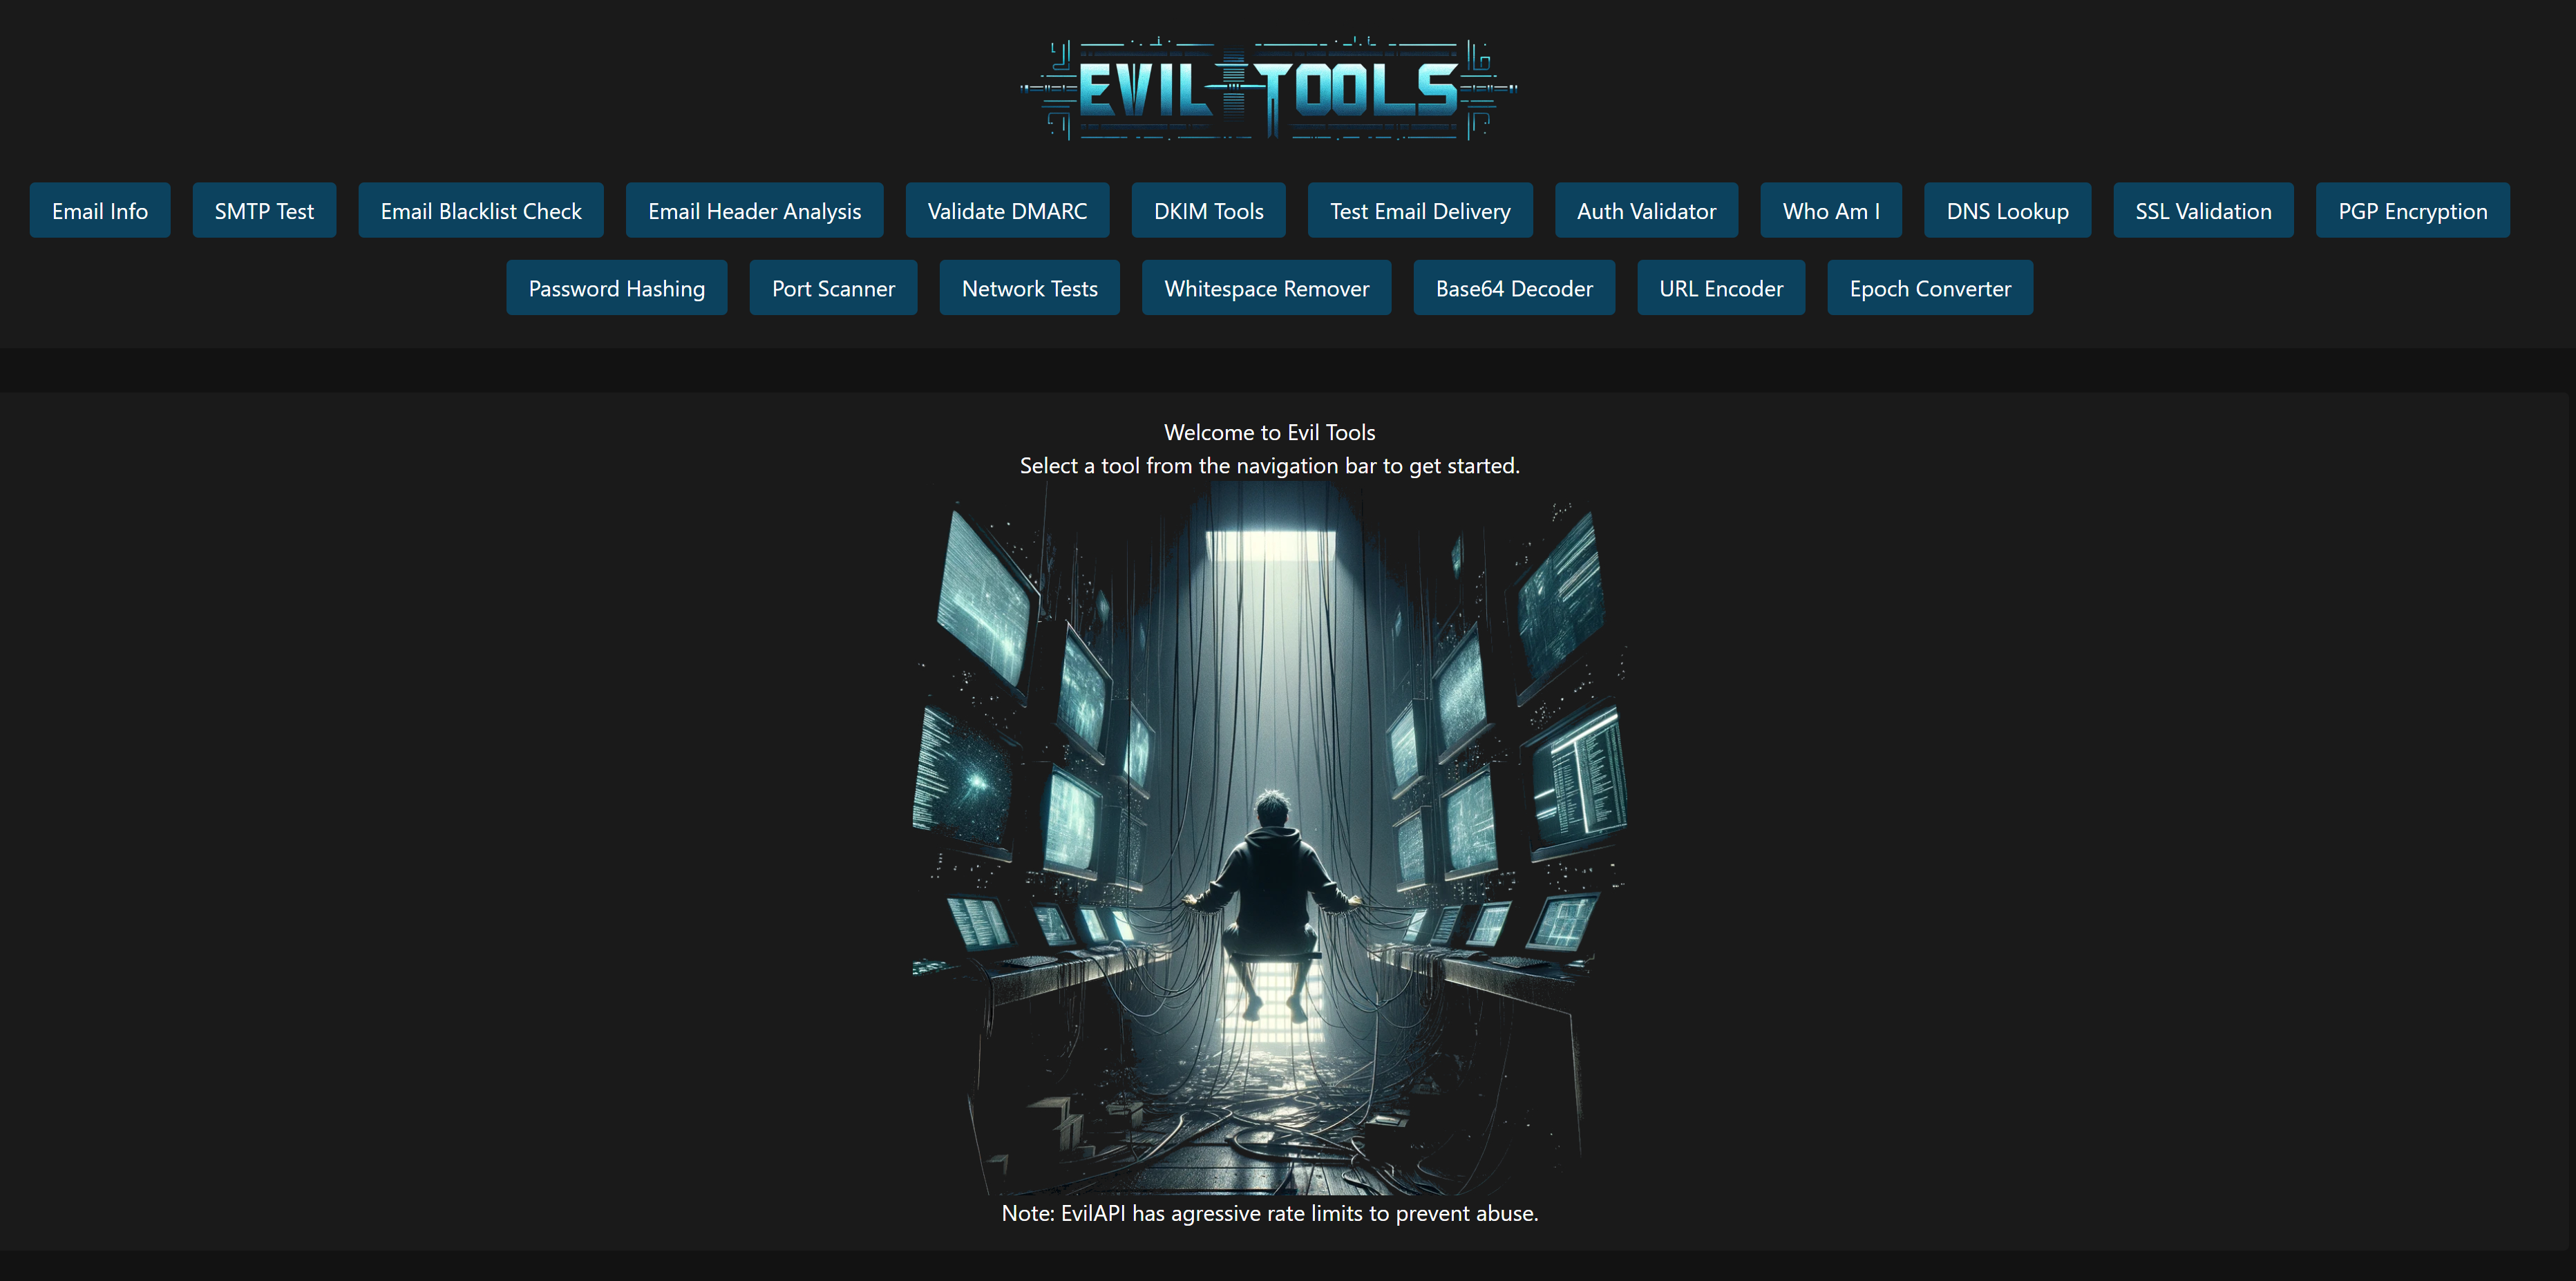 EVIL TOOLS
Email Info SMTP Test Email Blacklist Check Email Header Analysis Validate DMARC DKIM Tools Test Email Delivery Auth Validator Who Am I DNS Lookup SSL Validation PGP Encryption
Password Hashing Port Scanner Network Tests Whitespace Remover Base64 Decoder URL Encoder Epoch Converter
Welcome to Evil Tools
Select a tool from the navigation bar to get started.
Note: EvilAPI has agressive rate limits to prevent abuse.